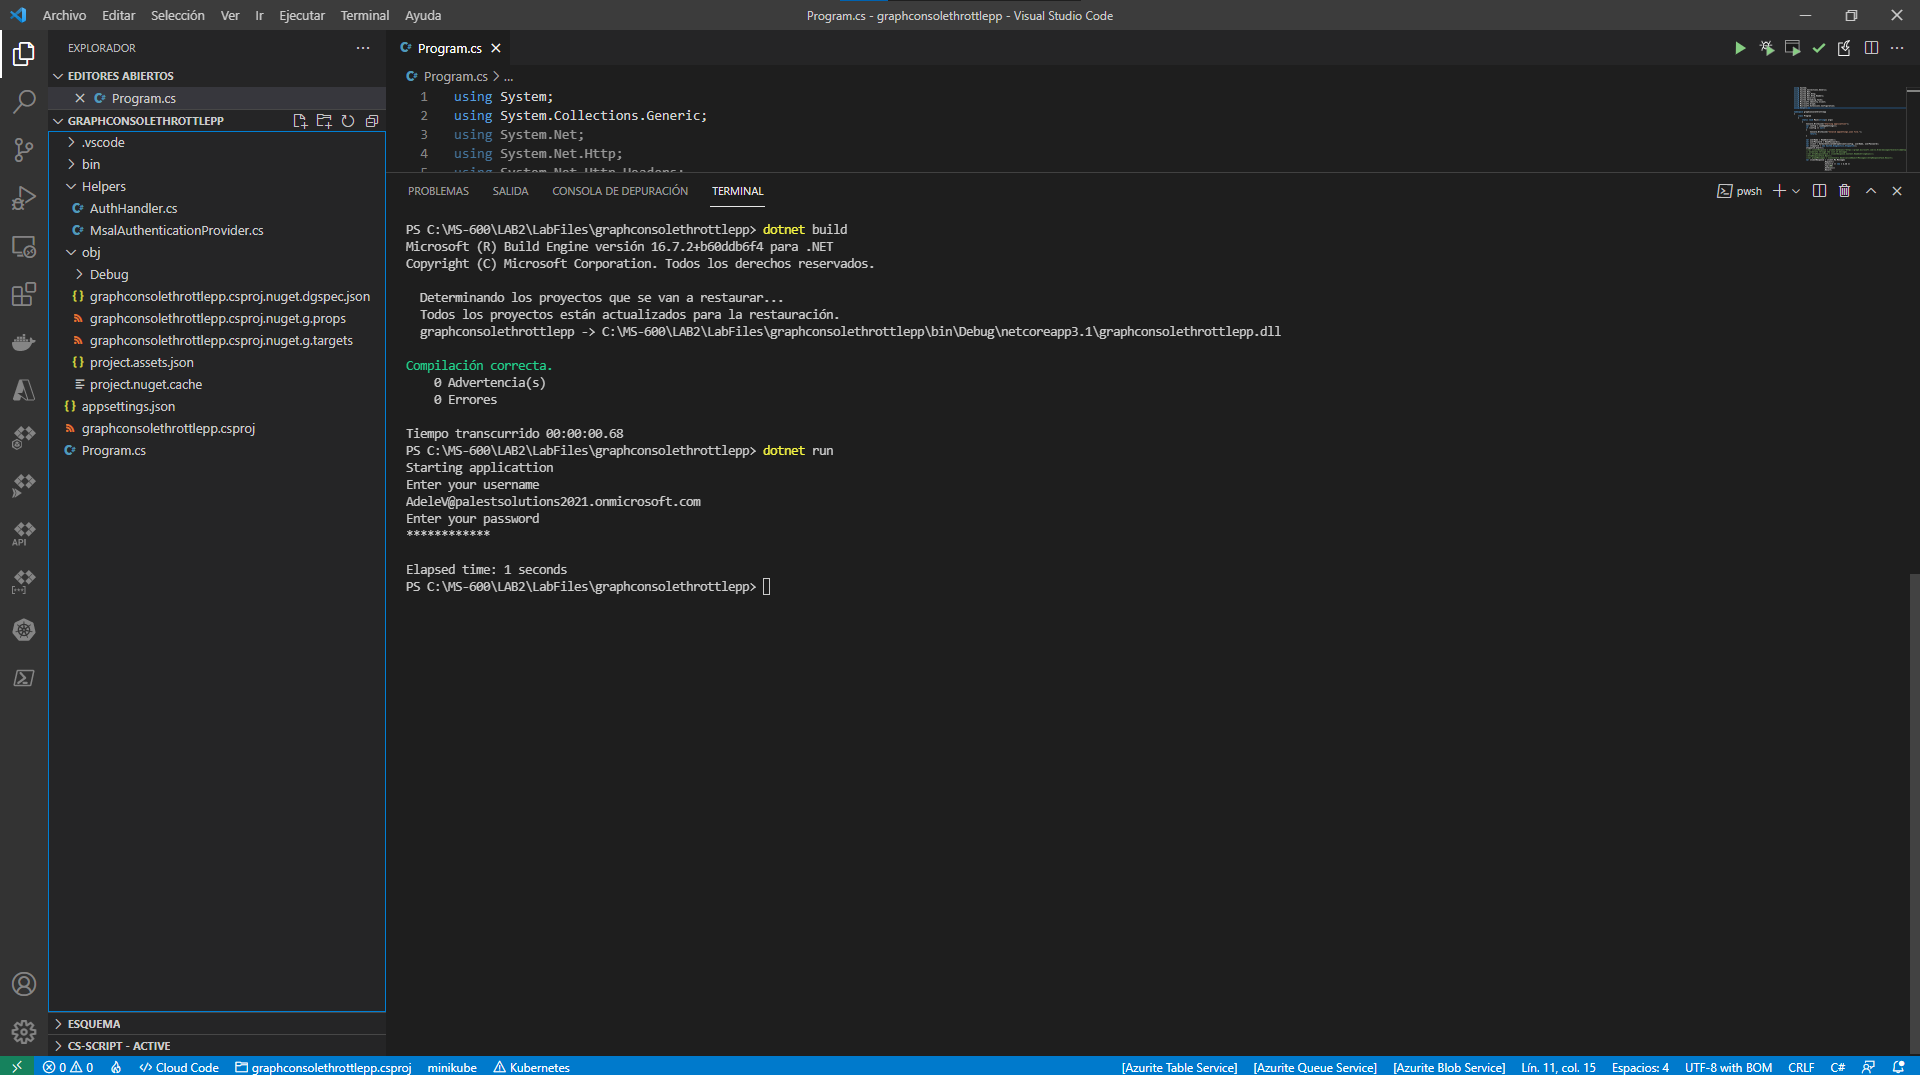 Archivo Editar Selección Ver Ir Ejecutar Terminal Ayuda
Program.cs - graphconsolethrottlepp - Visual Studio Code
EXPLORADOR
EDITORES ABIERTOS
Program.cs
GRAPHCONSOLETHROTTLEPP
.vscode
bin
Helpers
AuthHandler.cs
MsalAuthenticationProvider.cs
obj
Debug
graphconsolethrottlepp.csproj.nuget.dgspec.json
graphconsolethrottlepp.csproj.nuget.g.props
graphconsolethrottlepp.csproj.nuget.g.targets
project.assets.json
project.nuget.cache
appsettings.json
graphconsolethrottlepp.csproj
Program.cs
ESQUEMA
CS-SCRIPT - ACTIVE
Program.cs
Program.cs > ...
1 using System;
2 using System.Collections.Generic;
3 using System.Net;
4 using System.Net.Http;
5 using System.Net.Http.Headers;
PROBLEMAS SALIDA CONSOLA DE DEPURACIÓN TERMINAL
pwsh
PS C:\MS-600\LAB2\LabFiles\graphconsolethrottlepp> dotnet build
Microsoft (R) Build Engine versión 16.7.2+b60ddb6f4 para .NET
Copyright (C) Microsoft Corporation. Todos los derechos reservados.
Determinando los proyectos que se van a restaurar...
Todos los proyectos están actualizados para la restauración.
graphconsolethrottlepp -> C:\MS-600\LAB2\LabFiles\graphconsolethrottlepp\bin\Debug\netcoreapp3.1\graphconsolethrottlepp.dll
Compilación correcta.
0 Advertencia(s)
0 Errores
Tiempo transcurrido 00:00:00.68
PS C:\MS-600\LAB2\LabFiles\graphconsolethrottlepp> dotnet run
Starting applicattion
Enter your username
AdeleV@palestsolutions2021.onmicrosoft.com
Enter your password
************
Elapsed time: 1 seconds
PS C:\MS-600\LAB2\LabFiles\graphconsolethrottlepp>
API
0 0 Cloud Code graphconsolethrottlepp.csproj minikube Kubernetes
[Azurite Table Service] [Azurite Queue Service] [Azurite Blob Service] Lín. 11, col. 15 Espacios: 4 UTF-8 with BOM CRLF C#